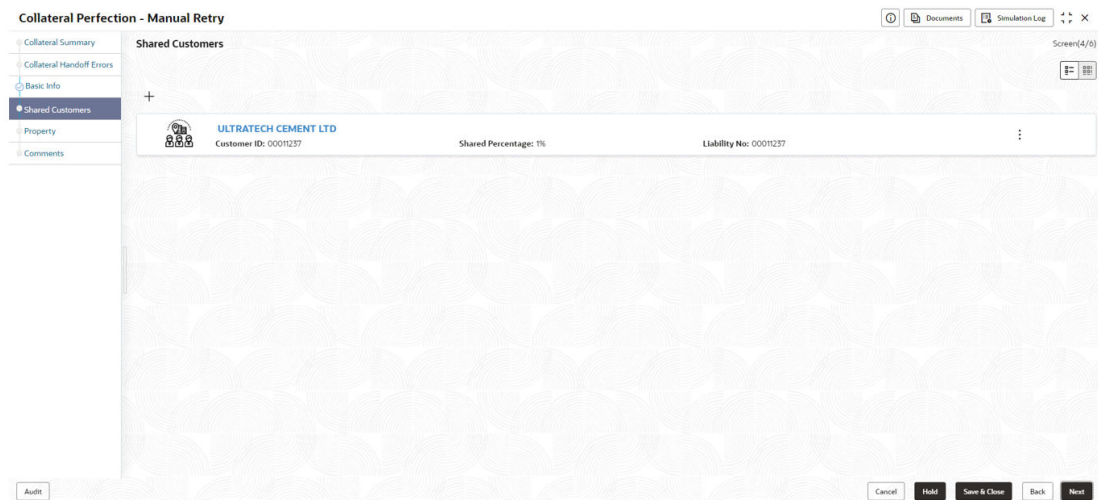 Collateral Perfection - Manual Retry
Documents
Simulation Log
Collateral Summary
Collateral Handoff Errors
Basic Info
Shared Customers
Property
Comments
Shared Customers
Screen(4/6)
ULTRATECH CEMENT LTD
Customer ID: 00011237 Shared Percentage: 1% Liability No: 00011237
Audit
Cancel Hold Save & Close Back Next